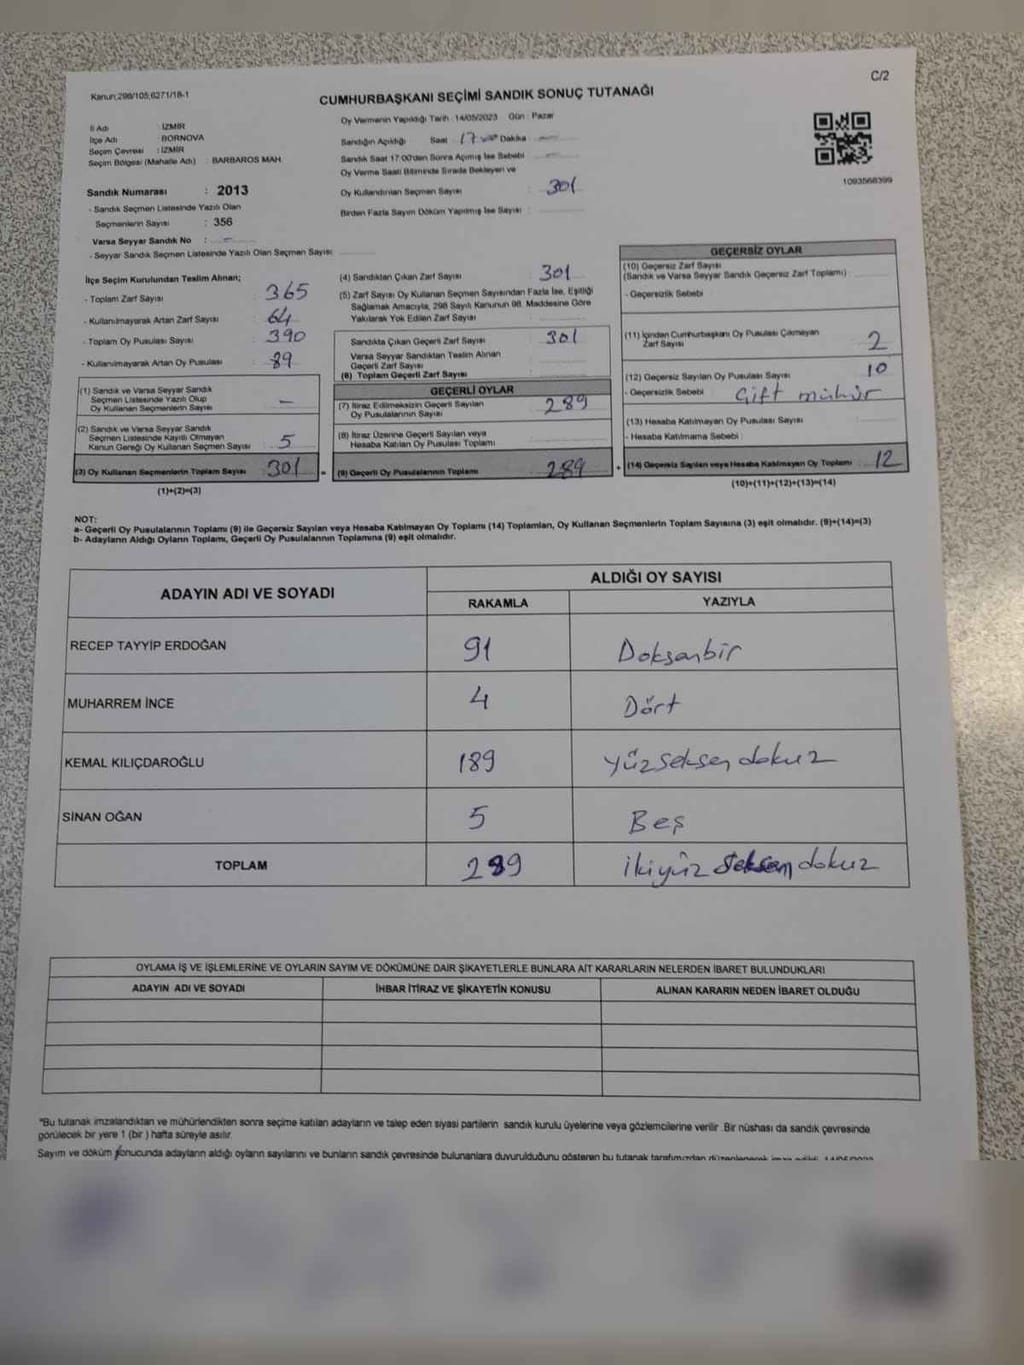 Kanun:298/105,6271/18-1
C/2
CUMHURBAŞKANI SEÇİMİ SANDIK SONUÇ TUTANAĞI
İl Adı : İZMİR
İlçe Adı : BORNOVA
Seçim Çevresi : İZMİR
Seçim Bölgesi (Mahalle Adı) : BARBAROS MAH.
Sandık Numarası : 2013
- Sandık Seçmen Listesinde Yazılı Olan
Seçmenlerin Sayısı : 356
Varsa Seyyar Sandık No : -
- Seyyar Sandık Seçmen Listesinde Yazılı Olan Seçmen Sayısı:
Oy Vermenin Yapıldığı Tarih : 14/05/2023 Gün : Pazar
Sandığın Açıldığı Saat : 17 Dakika :
Sandık Saat 17:00'den Sonra Açımış İse Sebebi
Oy Verme Saati Bitiminde Sırada Bekleyen ve
Oy Kullandırılan Seçmen Sayısı : 301
Birden Fazla Sayım Döküm Yapılmış İse Sayısı :
1093568399
İlçe Seçim Kurulundan Teslim Alınan;
- Toplam Zarf Sayısı : 365
- Kullanılmayarak Artan Zarf Sayısı : 64
- Toplam Oy Pusulası Sayısı : 390
- Kullanılmayarak Artan Oy Pusulası : 89
(1) Sandık ve Varsa Seyyar Sandık
Seçmen Listesinde Yazılı Olup
Oy Kullanan Seçmenlerin Sayısı : -
(2) Sandık ve Varsa Seyyar Sandık
Seçmen Listesinde Kayıtlı Olmayan
Kanun Gereği Oy Kullanan Seçmen Sayısı : 5
(3) Oy Kullanan Seçmenlerin Toplam Sayısı 301 =
(1)+(2)=(3)
(4) Sandıktan Çıkan Zarf Sayısı : 301
(5) Zarf Sayısı Oy Kullanan Seçmen Sayısından Fazla İse, Eşitliği
Sağlamak Amacıyla, 298 Sayılı Kanunun 98. Maddesine Göre
Yakılarak Yok Edilen Zarf Sayısı :
Sandıkta Çıkan Geçerli Zarf Sayısı : 301
Varsa Seyyar Sandıktan Teslim Alınan
Geçerli Zarf Sayısı :
(6) Toplam Geçerli Zarf Sayısı :
GEÇERLİ OYLAR
(7) İtiraz Edilmeksizin Geçerli Sayılan
Oy Pusulalarının Sayısı : 289
(8) İtiraz Üzerine Geçerli Sayılan veya
Hesaba Katılan Oy Pusulası Toplamı :
(9) Geçerli Oy Pusulalarının Toplamı : 289 +
GEÇERSİZ OYLAR
(10) Geçersiz Zarf Sayısı
(Sandık ve Varsa Seyyar Sandık Geçersiz Zarf Toplamı) :
- Geçersizlik Sebebi
(11) İçinden Cumhurbaşkanı Oy Pusulası Çıkmayan
Zarf Sayısı : 2
(12) Geçersiz Sayılan Oy Pusulası Sayısı : 10
- Geçersizlik Sebebi : Çift mühür
(13) Hesaba Katılmayan Oy Pusulası Sayısı :
- Hesaba Katılmama Sebebi :
(14) Geçersiz Sayılan veya Hesaba Katılmayan Oy Toplamı : 12
(10)+(11)+(12)+(13)=(14)
NOT:
a- Geçerli Oy Pusulalarının Toplamı (9) ile Geçersiz Sayılan veya Hesaba Katılmayan Oy Toplamı (14) Toplamları, Oy Kullanan Seçmenlerin Toplam Sayısına (3) eşit olmalıdır. (9)+(14)=(3)
b- Adayların Aldığı Oyların Toplamı, Geçerli Oy Pusulalarının Toplamına (9) eşit olmalıdır.
ADAYIN ADI VE SOYADI
ALDIĞI OY SAYISI
RAKAMLA YAZIYLA
RECEP TAYYİP ERDOĞAN 91 Doksanbir
MUHARREM İNCE 4 Dört
KEMAL KILIÇDAROĞLU 189 Yüzseksendokuz
SİNAN OĞAN 5 Beş
TOPLAM 289 İkiyüz seksendokuz
OYLAMA İŞ VE İŞLEMLERİNE VE OYLARIN SAYIM VE DÖKÜMÜNE DAİR ŞİKAYETLERLE BUNLARA AİT KARARLARIN NELERDEN İBARET BULUNDUKLARI
ADAYIN ADI VE SOYADI İHBAR İTİRAZ VE ŞİKAYETİN KONUSU ALINAN KARARIN NEDEN İBARET OLDUĞU
*Bu tutanak imzalandıktan ve mühürlendikten sonra seçime katılan adayların ve talep eden siyasi partilerin sandık kurulu üyelerine veya gözlemcilerine verilir. Bir nüshası da sandık çevresinde
görülecek bir yere 1 (bir) hafta süreyle asılır.
Sayım ve döküm sonucunda adayların aldığı oyların sayılarını ve bunların sandık çevresinde bulunanlara duyurulduğunu gösteren bu tutanak tarafımızdan düzenlenerek imza edildi. 14/05/2023